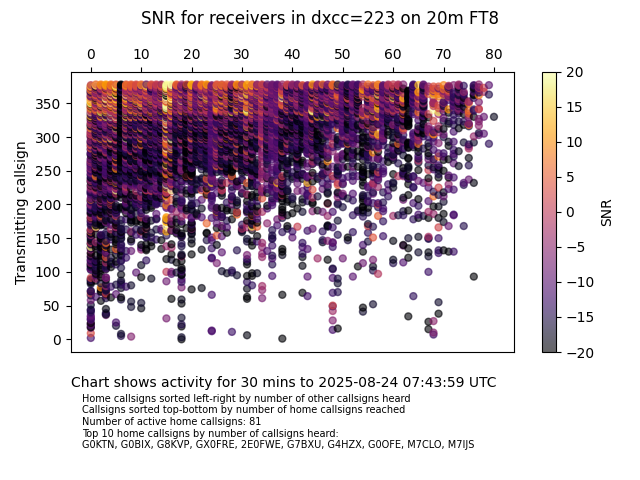 SNR for receivers in dxcc=223 on 20m FT8
0 10 20 30 40 50 60 70 80
350
300
250
200
150
100
50
0
Transmitting callsign
20
15
10
5
0
−5
−10
−15
−20
SNR
Chart shows activity for 30 mins to 2025-08-24 07:43:59 UTC
Home callsigns sorted left-right by number of other callsigns heard
Callsigns sorted top-bottom by number of home callsigns reached
Number of active home callsigns: 81
Top 10 home callsigns by number of callsigns heard:
G0KTN, G0BIX, G8KVP, GX0FRE, 2E0FWE, G7BXU, G4HZX, G0OFE, M7CLO, M7IJS